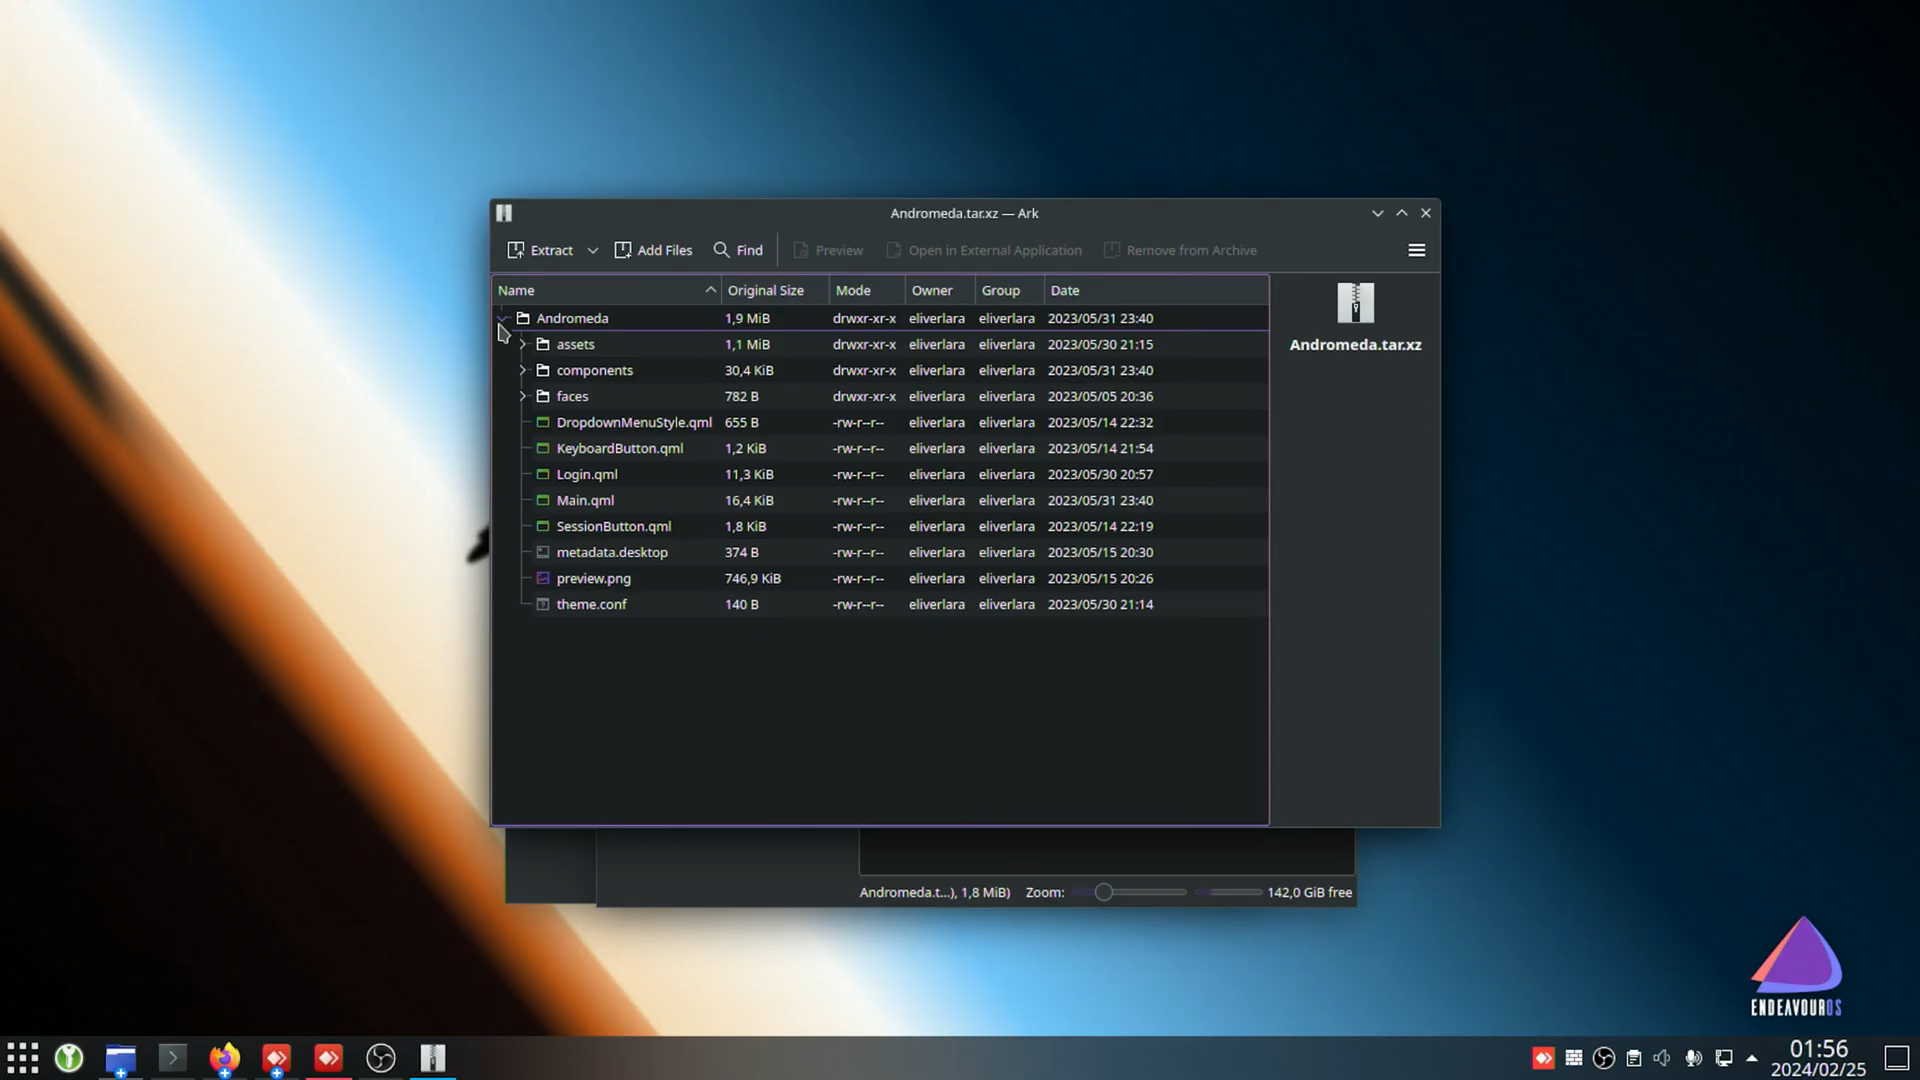 Andromeda.tar.xz — Ark
Extract Add Files Find Preview Open in External Application Remove from Archive
Name Original Size Mode Owner Group Date
Andromeda 1,9 MiB drwxr-xr-x eliverlara eliverlara 2023/05/31 23:40
assets 1,1 MiB drwxr-xr-x eliverlara eliverlara 2023/05/30 21:15
components 30,4 KiB drwxr-xr-x eliverlara eliverlara 2023/05/31 23:40
faces 782 B drwxr-xr-x eliverlara eliverlara 2023/05/05 20:36
DropdownMenuStyle.qml 655 B -rw-r--r-- eliverlara eliverlara 2023/05/14 22:32
KeyboardButton.qml 1,2 KiB -rw-r--r-- eliverlara eliverlara 2023/05/14 21:54
Login.qml 11,3 KiB -rw-r--r-- eliverlara eliverlara 2023/05/30 20:57
Main.qml 16,4 KiB -rw-r--r-- eliverlara eliverlara 2023/05/31 23:40
SessionButton.qml 1,8 KiB -rw-r--r-- eliverlara eliverlara 2023/05/14 22:19
metadata.desktop 374 B -rw-r--r-- eliverlara eliverlara 2023/05/15 20:30
preview.png 746,9 KiB -rw-r--r-- eliverlara eliverlara 2023/05/15 20:26
theme.conf 140 B -rw-r--r-- eliverlara eliverlara 2023/05/30 21:14
Andromeda.tar.xz
Andromeda.t...), 1,8 MiB) Zoom: 142,0 GiB free
ENDEAVOUROS
01:56
2024/02/25